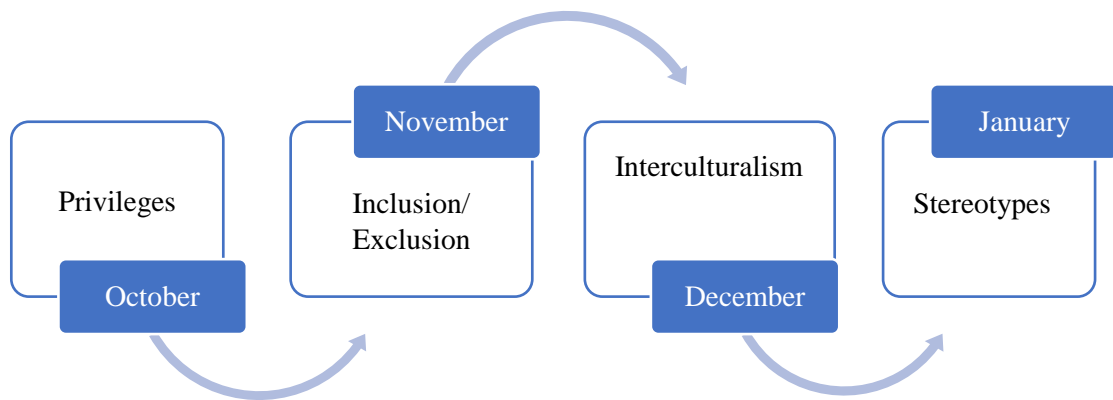 Privileges
October
November
Inclusion/
Exclusion
Interculturalism
December
January
Stereotypes